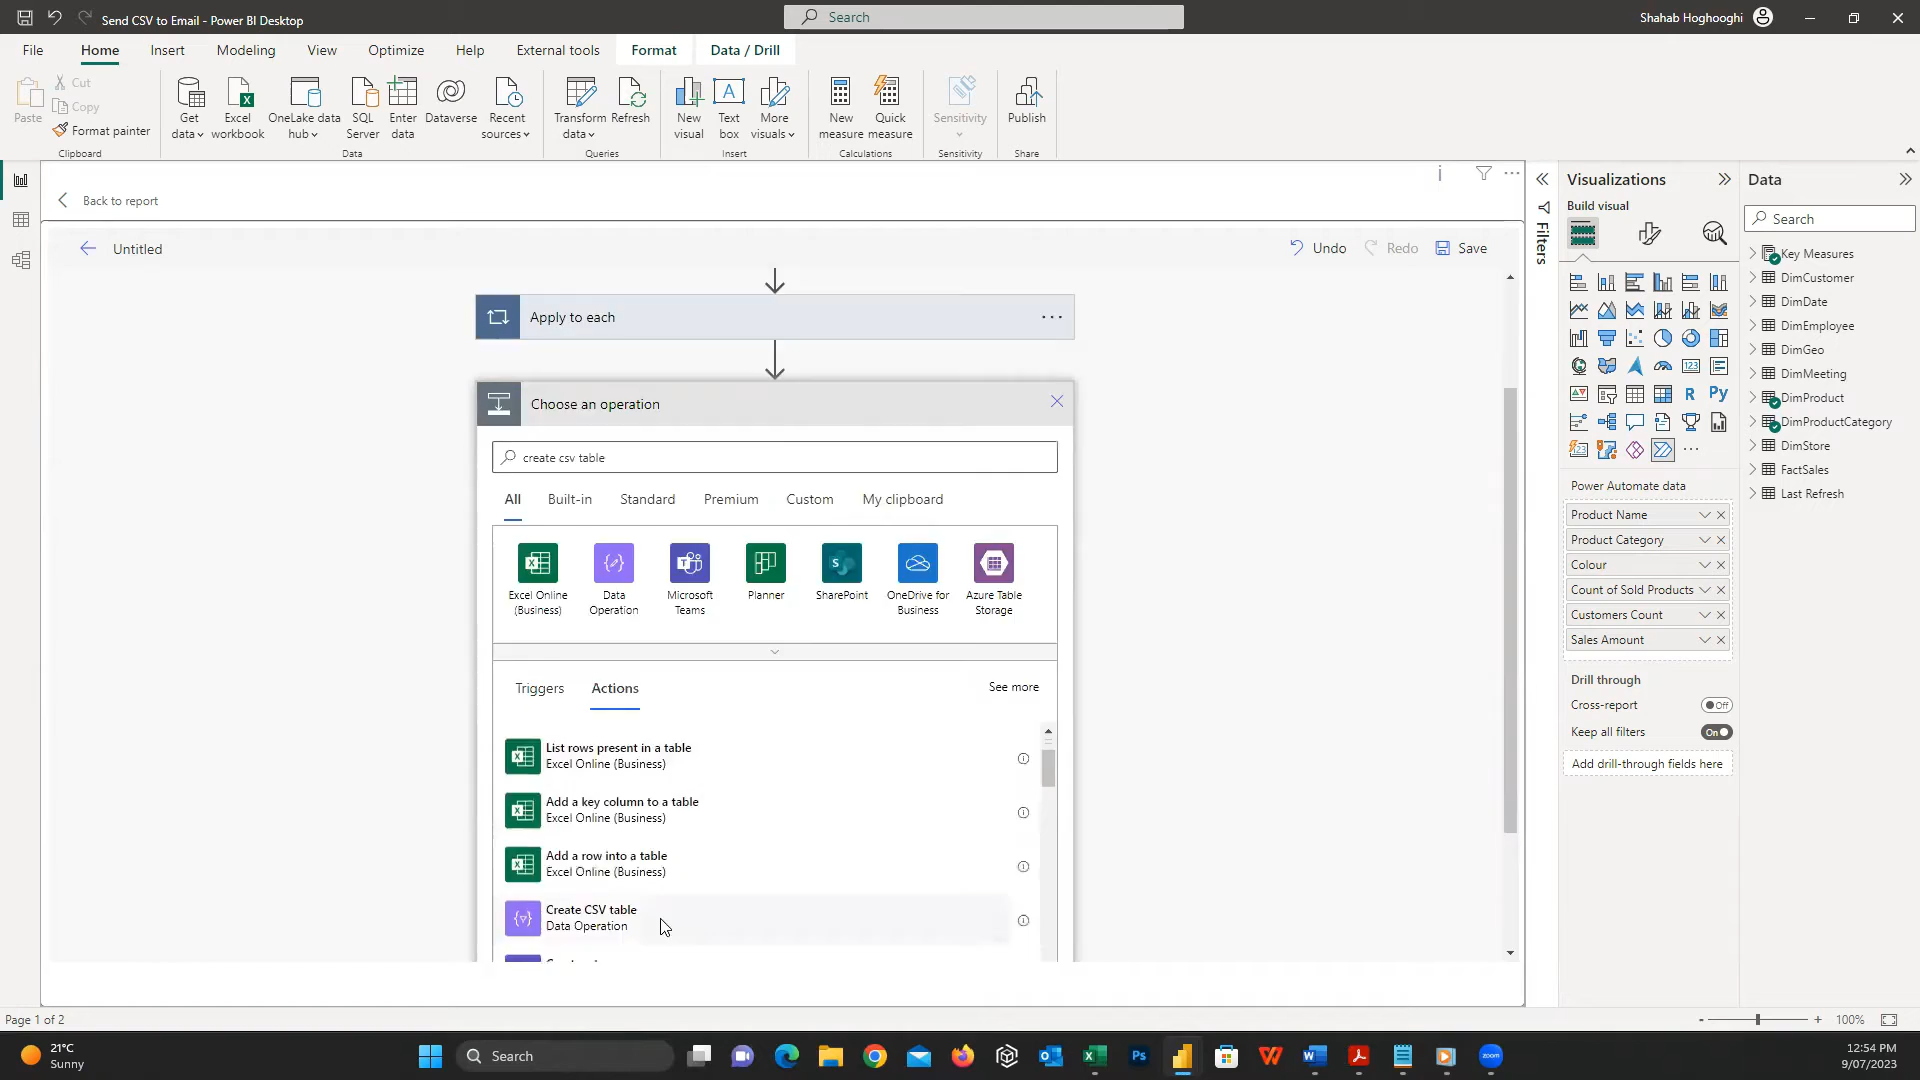 Send CSV to Email - Power BI Desktop
Search
Shahab Hoghooghi
File
Home
Insert
Modeling
View
Optimize
Help
External tools
Format
Data / Drill
Paste
Cut
Copy
Format painter
Clipboard
Get data
Excel workbook
OneLake data hub
SQL Server
Enter data
Dataverse
Recent sources
Data
Transform data
Refresh
Queries
New visual
Text box
More visuals
Insert
New measure
Quick measure
Calculations
Sensitivity
Sensitivity
Publish
Share
Back to report
Untitled
Undo
Redo
Save
Apply to each
Choose an operation
create csv table
All
Built-in
Standard
Premium
Custom
My clipboard
Excel Online (Business)
Data Operation
Microsoft Teams
Planner
SharePoint
OneDrive for Business
Azure Table Storage
Triggers
Actions
See more
List rows present in a table
Excel Online (Business)
Add a key column to a table
Excel Online (Business)
Add a row into a table
Excel Online (Business)
Create CSV table
Data Operation
Filters
Visualizations
Build visual
123
R
Py
Power Automate data
Product Name
Product Category
Colour
Count of Sold Products
Customers Count
Sales Amount
Drill through
Cross-report
Off
Keep all filters
On
Add drill-through fields here
Data
Search
Key Measures
DimCustomer
DimDate
DimEmployee
DimGeo
DimMeeting
DimProduct
DimProductCategory
DimStore
FactSales
Last Refresh
Page 1 of 2
- + 100%
21°C
Sunny
Search
Ps
zoom
12:54 PM
9/07/2023